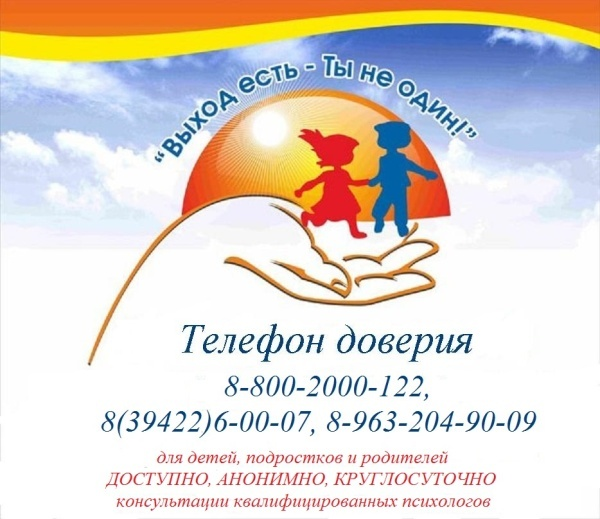 "Выход есть - Ты не один!"
Телефон доверия
8-800-2000-122,
8(39422)6-00-07, 8-963-204-90-09
для детей, подростков и родителей
ДОСТУПНО, АНОНИМНО, КРУГЛОСУТОЧНО
консультации квалифицированных психологов